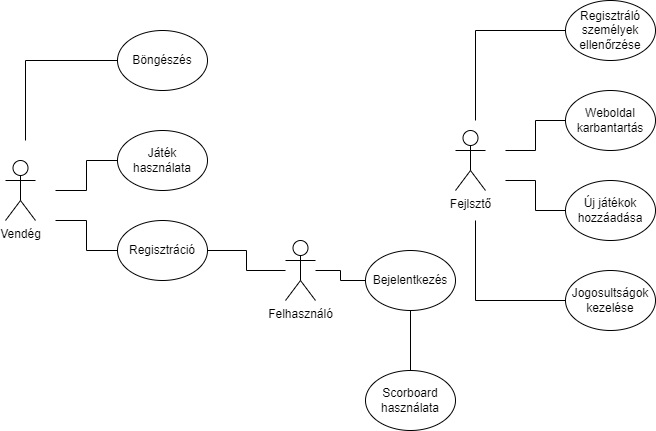 Böngészés
Játék
használata
Vendég
Regisztráció
Felhasználó
Bejelentkezés
Scorboard
használata
Regisztráló
személyek
ellenőrzése
Weboldal
karbantartás
Fejlsztő
Új játékok
hozzáadása
Jogosultságok
kezelése